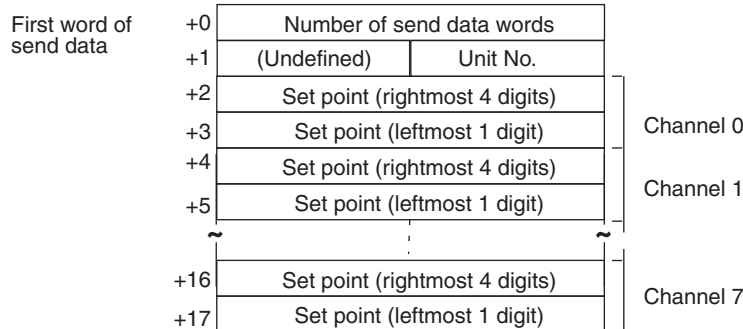 First word of
send data
+0 Number of send data words
+1 (Undefined) Unit No.
+2 Set point (rightmost 4 digits)
+3 Set point (leftmost 1 digit)
Channel 0
+4 Set point (rightmost 4 digits)
+5 Set point (leftmost 1 digit)
Channel 1
~ ~
+16 Set point (rightmost 4 digits)
+17 Set point (leftmost 1 digit)
Channel 7